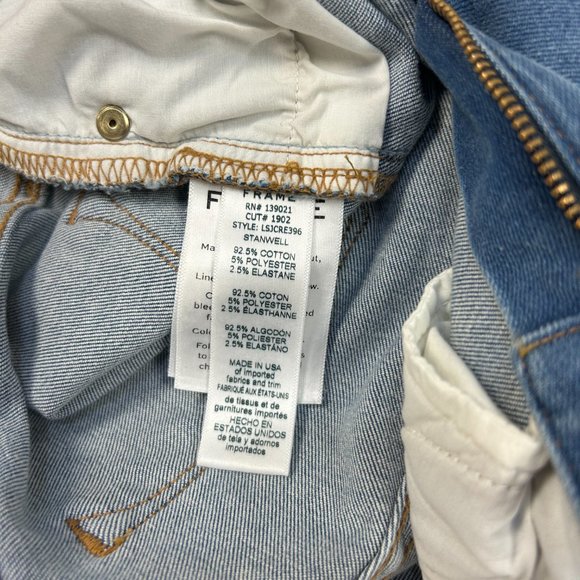 FRAME
RN# 139021
CUT# 1902
STYLE: LSJCRE396
STANWELL
92.5% COTTON
5% POLYESTER
2.5% ELASTANE
92.5% COTON
5% POLYESTER
2.5% ÉLASTHANNE
92.5% ALGODÓN
5% POLIESTER
2.5% ELASTÁNO
MADE IN USA
of imported
fabrics and trim
FABRIQUÉ AUX ÉTATS-UNIS
de tissus et de
garnitures importés
HECHO EN
ESTADOS UNIDOS
de tela y adornos
importados